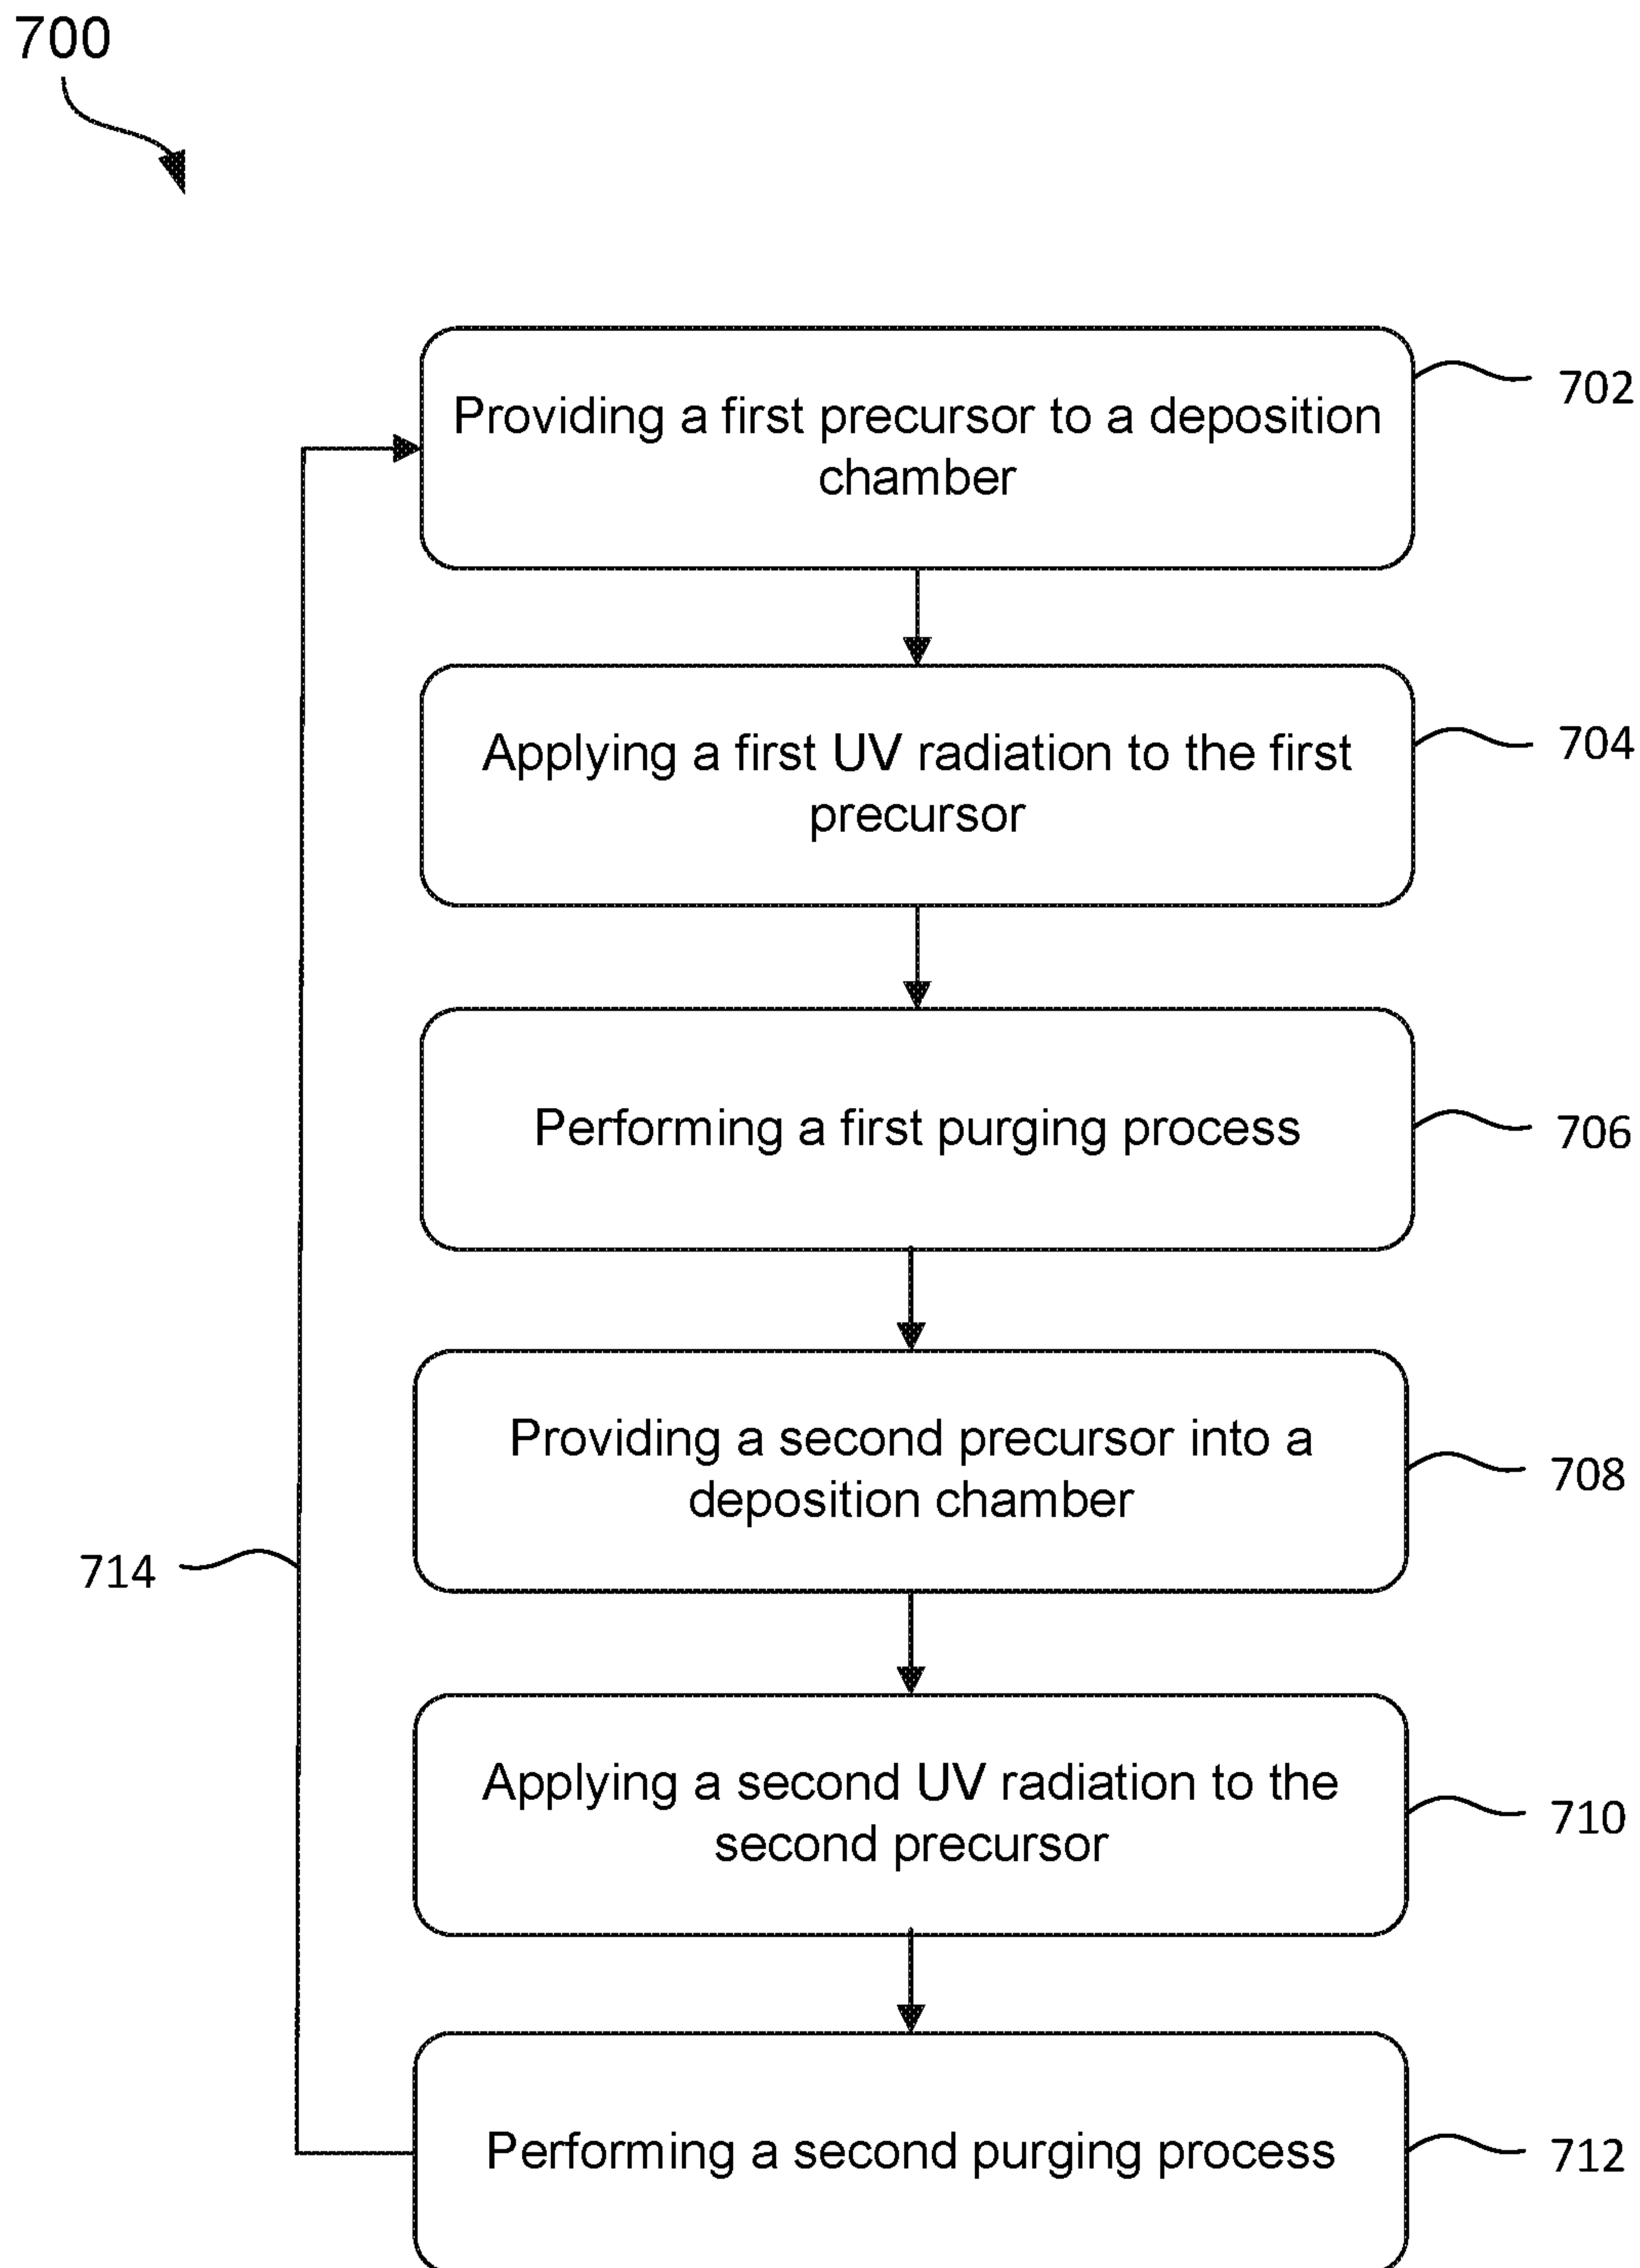 700
Providing a first precursor to a deposition
chamber
702
Applying a first UV radiation to the first
precursor
704
Performing a first purging process
706
Providing a second precursor into a
deposition chamber
708
714
Applying a second UV radiation to the
second precursor
710
Performing a second purging process
712